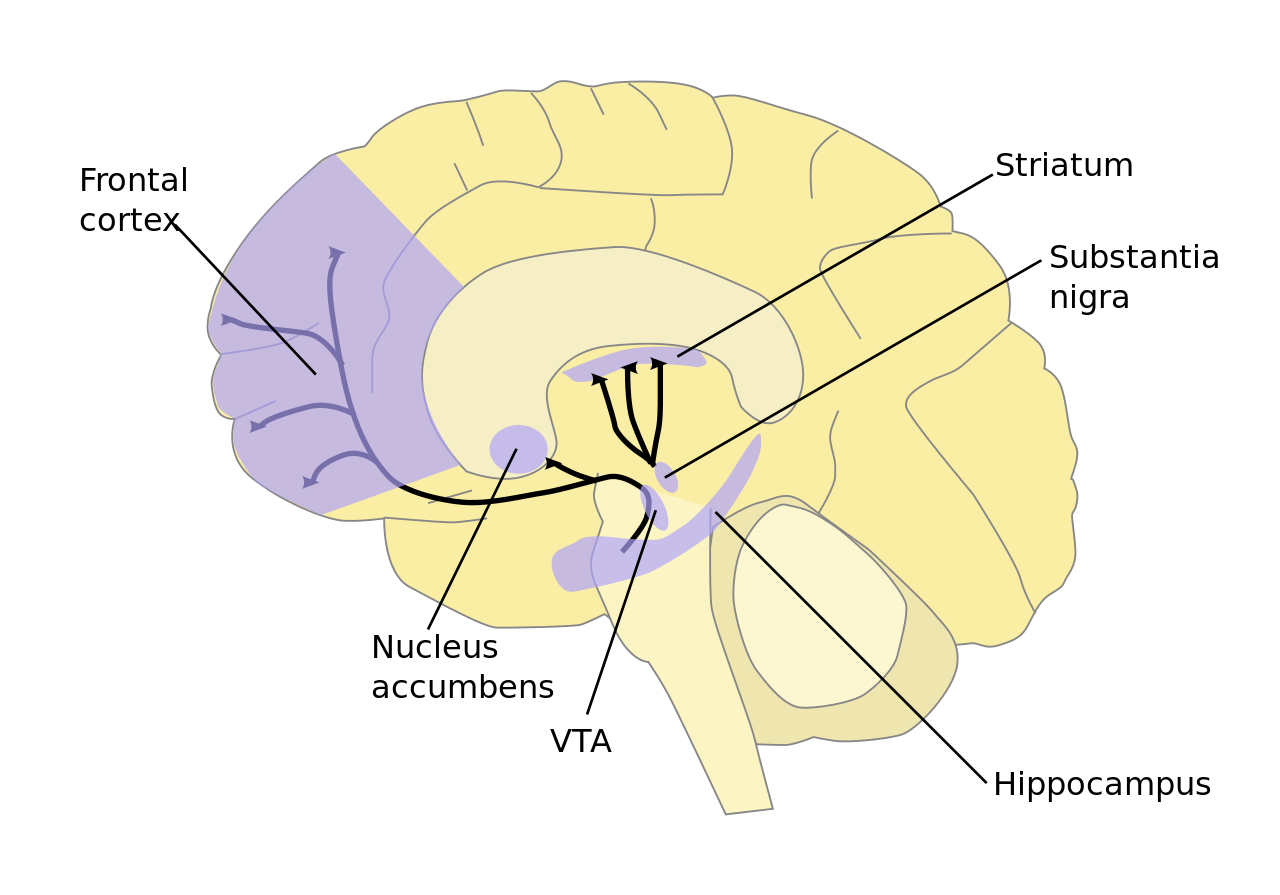 Frontal
cortex
Striatum
Substantia
nigra
Nucleus
accumbens
VTA
Hippocampus